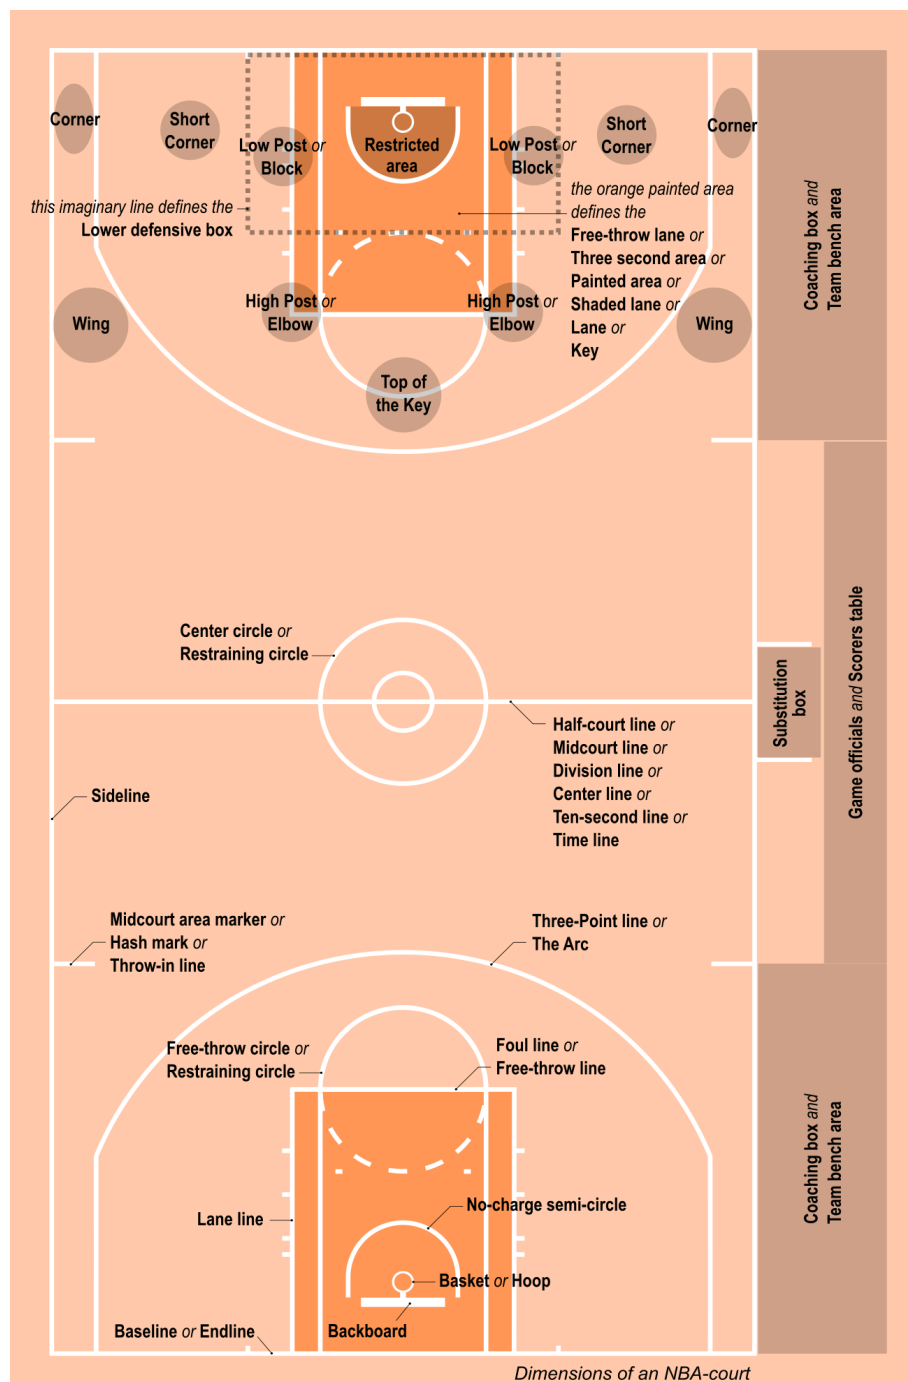 Corner
Short
Corner
Low Post or
Block
Restricted
area
Low Post or
Block
Short
Corner
Corner
this imaginary line defines the
Lower defensive box
the orange painted area
defines the
Free-throw lane or
Three second area or
Painted area or
Shaded lane or
Lane or
Key
Coaching box and
Team bench area
Wing
High Post or
Elbow
High Post or
Elbow
Wing
Top of
the Key
Center circle or
Restraining circle
Half-court line or
Midcourt line or
Division line or
Center line or
Ten-second line or
Time line
Substitution
box
Game officials and Scorers table
Sideline
Midcourt area marker or
Hash mark or
Throw-in line
Three-Point line or
The Arc
Free-throw circle or
Restraining circle
Foul line or
Free-throw line
Coaching box and
Team bench area
Lane line
No-charge semi-circle
Basket or Hoop
Baseline or Endline
Backboard
Dimensions of an NBA-court